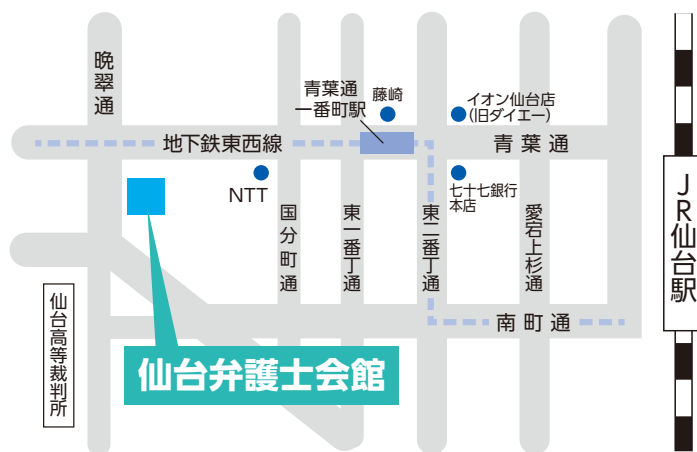 晩翠通
青葉通
一番町駅
藤崎
イオン仙台店
(旧ダイエー)
地下鉄東西線
青葉通
NTT
七十七銀行
本店
国分町通
東一番丁通
東二番丁通
愛宕上杉通
JR仙台駅
南町通
仙台高等裁判所
仙台弁護士会館